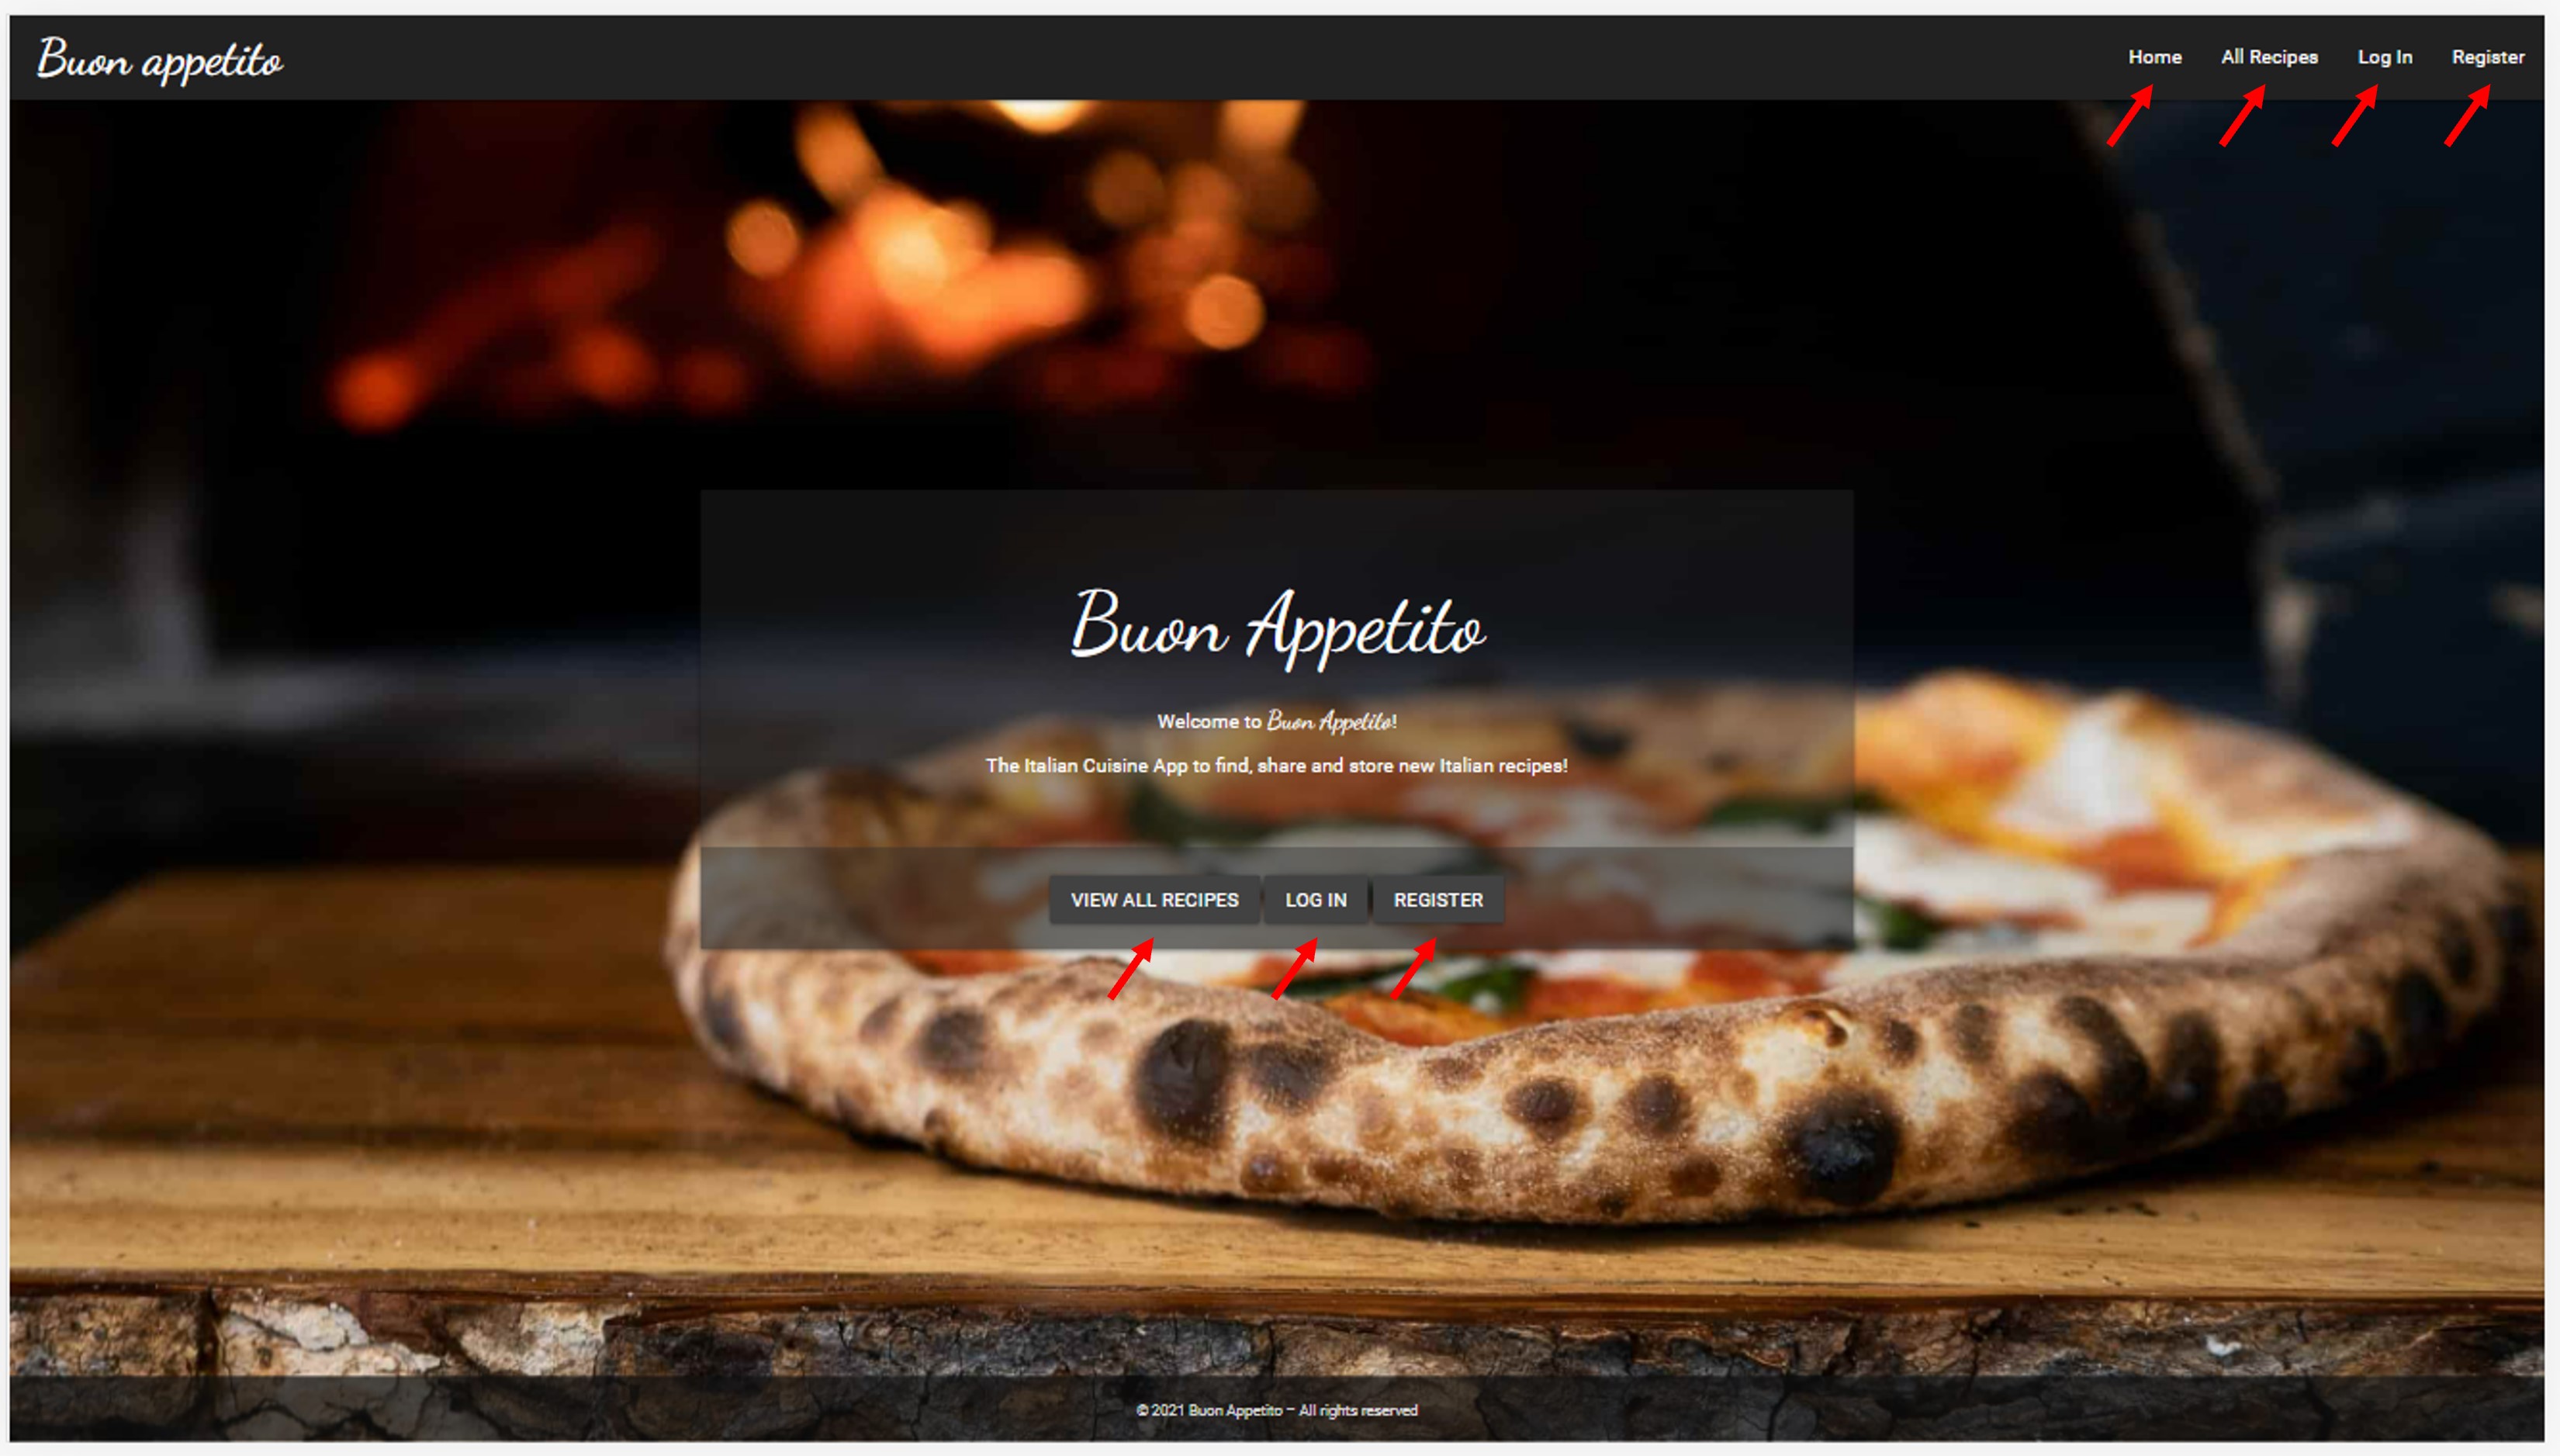 Buon appetito
Home All Recipes Log In Register
Buon Appetito
Welcome to Buon Appetito!
The Italian Cuisine App to find, share and store new Italian recipes!
VIEW ALL RECIPES LOG IN REGISTER
© 2021 Buon Appetito – All rights reserved